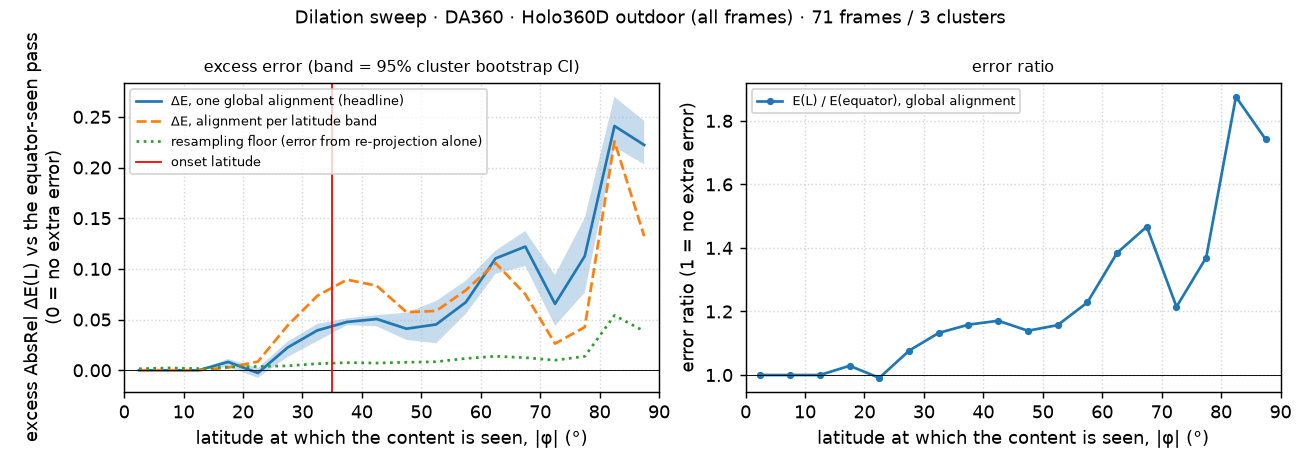 Dilation sweep · DA360 · Holo360D outdoor (all frames) · 71 frames / 3 clusters
excess error (band = 95% cluster bootstrap CI)
excess AbsRel ΔE(L) vs the equator-seen pass
(0 = no extra error)
0.25
0.20
0.15
0.10
0.05
0.00
ΔE, one global alignment (headline)
ΔE, alignment per latitude band
resampling floor (error from re-projection alone)
onset latitude
0 10 20 30 40 50 60 70 80 90
latitude at which the content is seen, |φ| (°)
error ratio
error ratio (1 = no extra error)
1.8
1.6
1.4
1.2
1.0
E(L) / E(equator), global alignment
0 10 20 30 40 50 60 70 80 90
latitude at which the content is seen, |φ| (°)